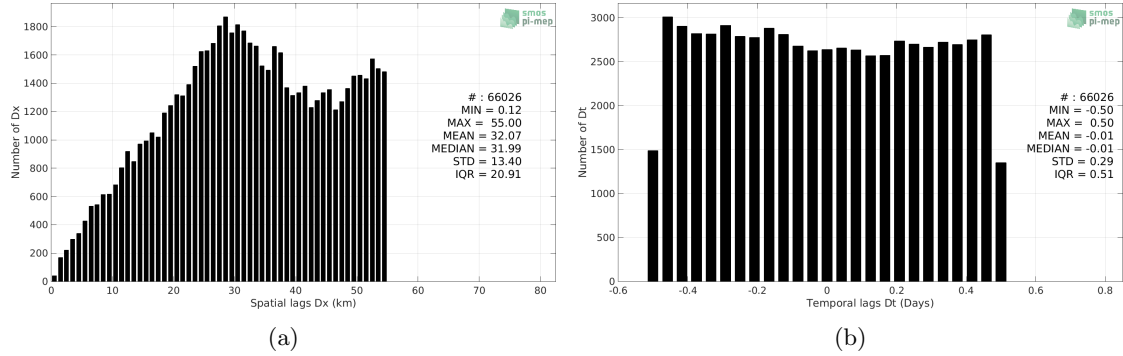 smos
pi-mep
1800
1600
1400
1200
1000
800
600
400
200
0
Number of Dx
# : 66026
MIN = 0.12
MAX = 55.00
MEAN = 32.07
MEDIAN = 31.99
STD = 13.40
IQR = 20.91
0 10 20 30 40 50 60 70 80
Spatial lags Dx (km)
(a)
smos
pi-mep
3000
2500
2000
1500
1000
500
0
Number of Dt
# : 66026
MIN = -0.50
MAX = 0.50
MEAN = -0.01
MEDIAN = -0.01
STD = 0.29
IQR = 0.51
-0.6 -0.4 -0.2 0 0.2 0.4 0.6 0.8
Temporal lags Dt (Days)
(b)